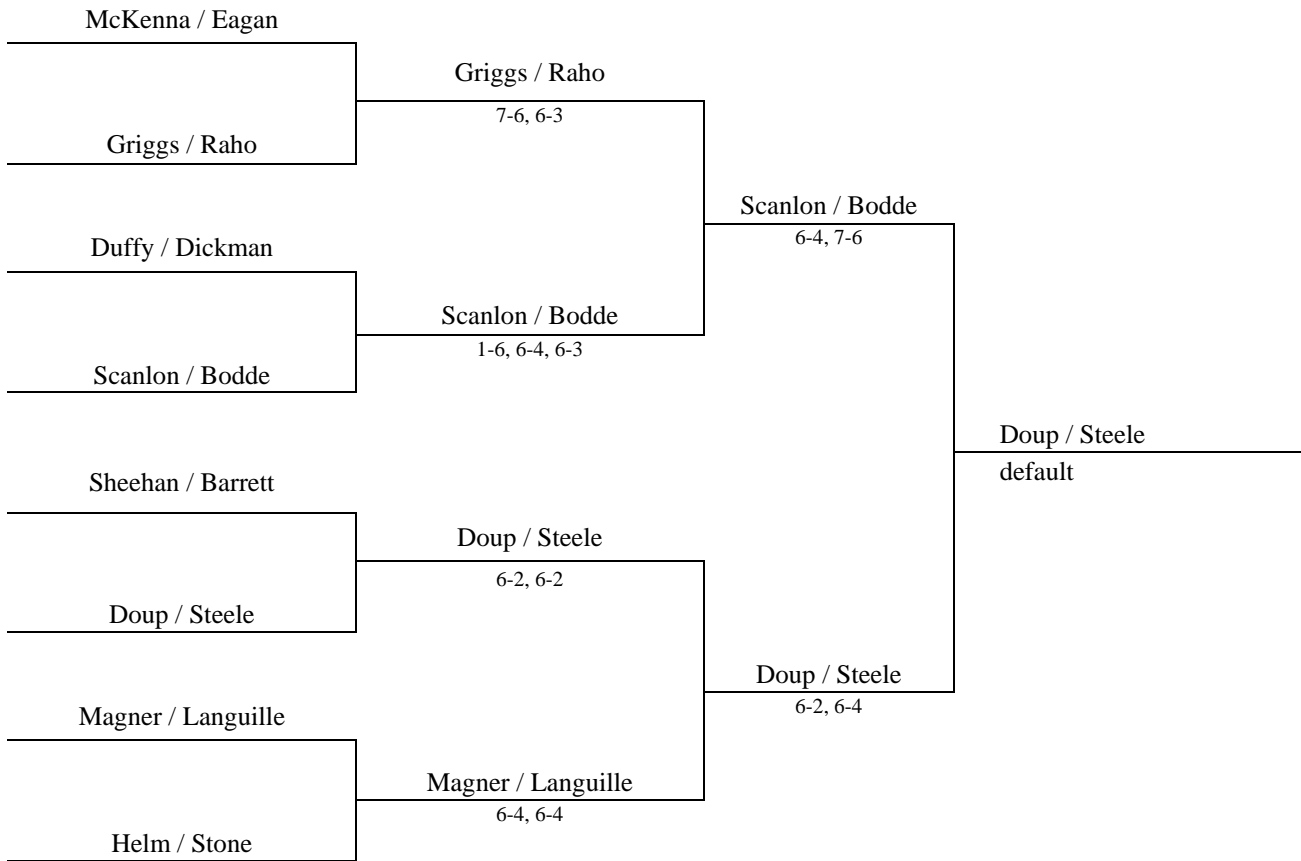 McKenna / Eagan
Griggs / Raho
7-6, 6-3
Griggs / Raho
Scanlon / Bodde
6-4, 7-6
Duffy / Dickman
Scanlon / Bodde
1-6, 6-4, 6-3
Scanlon / Bodde
Doup / Steele
default
Sheehan / Barrett
Doup / Steele
6-2, 6-2
Doup / Steele
Doup / Steele
6-2, 6-4
Magner / Languille
Magner / Languille
6-4, 6-4
Helm / Stone